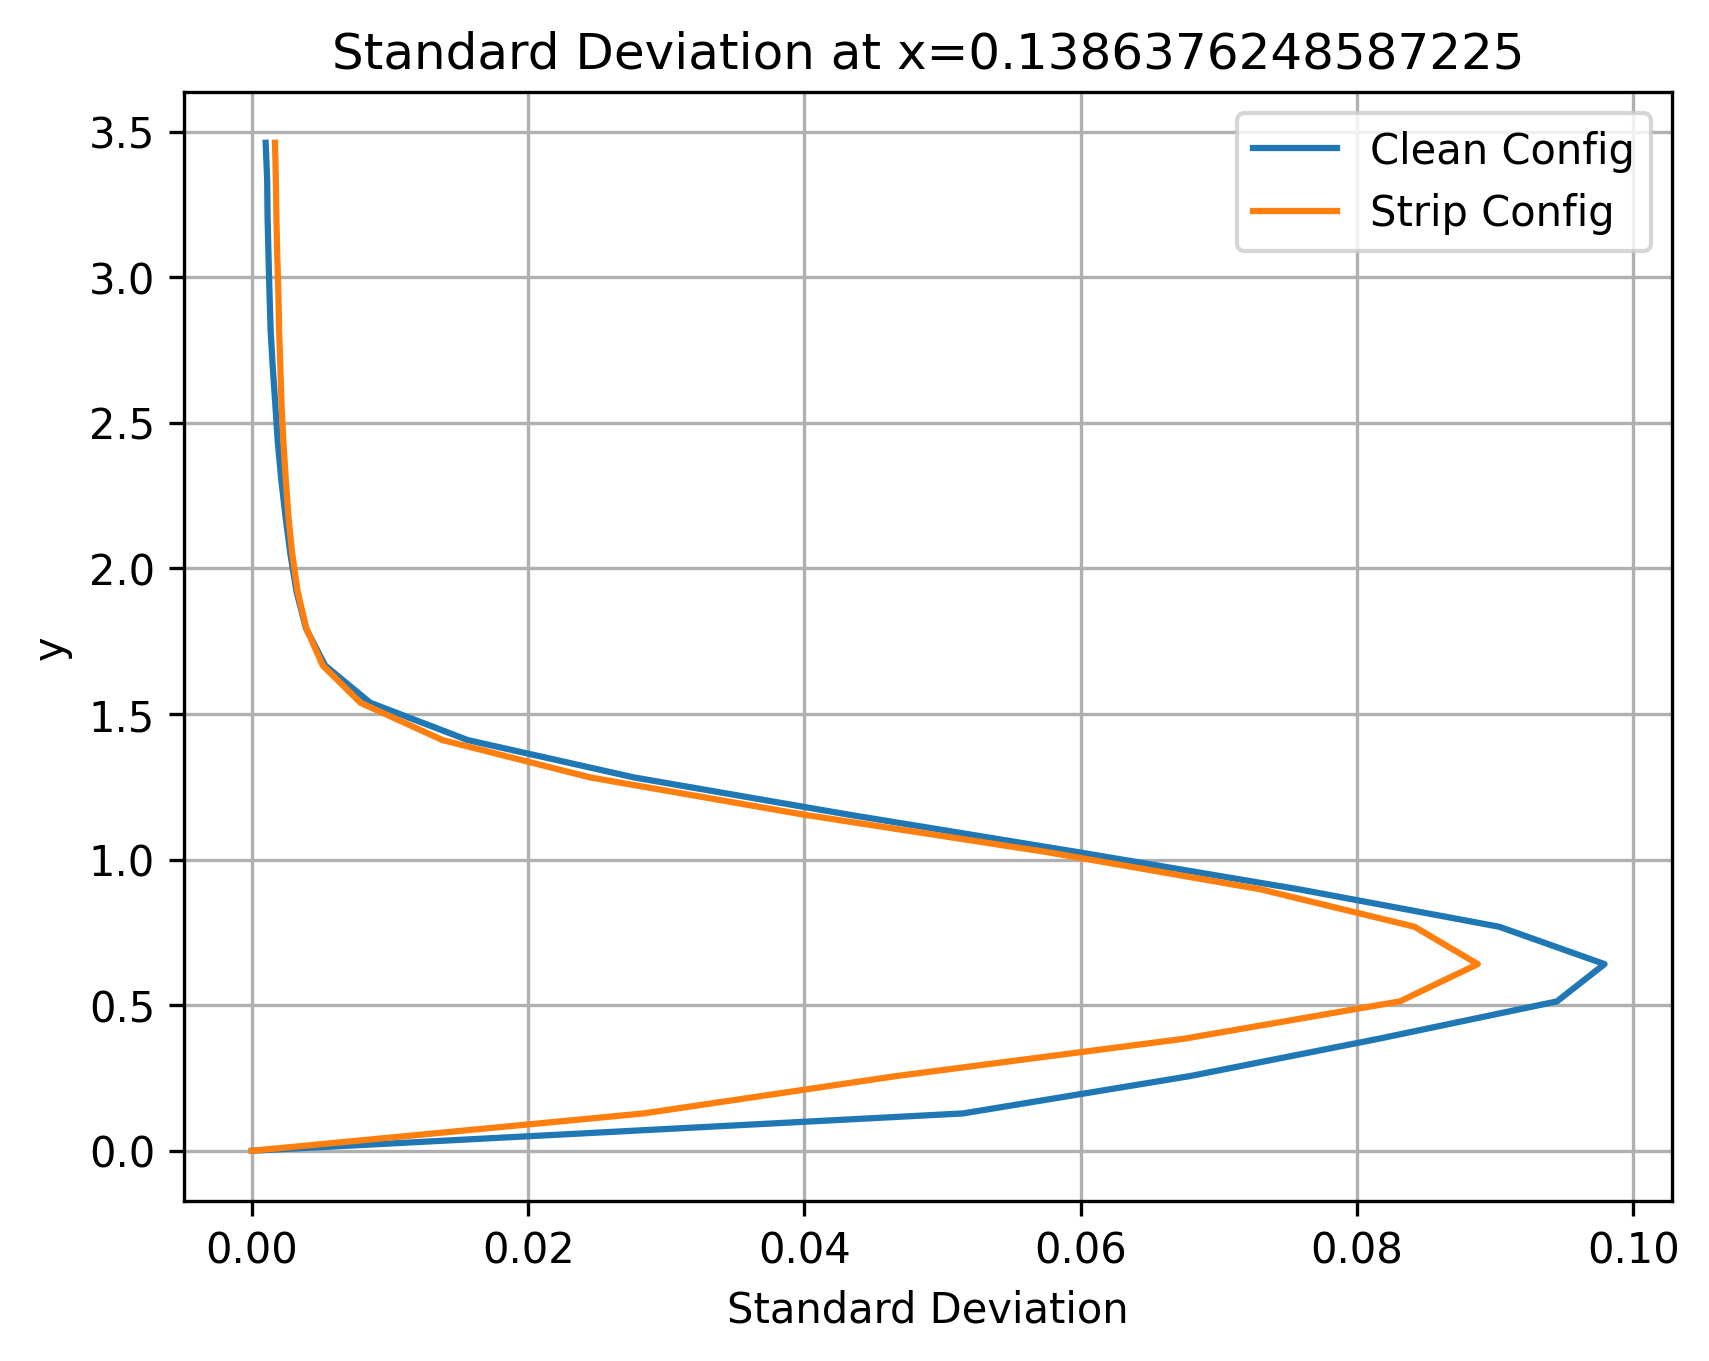 Standard Deviation at x=0.1386376248587225
Clean Config
Strip Config
3.5
3.0
2.5
2.0
1.5
1.0
0.5
0.0
y
0.00 0.02 0.04 0.06 0.08 0.10
Standard Deviation